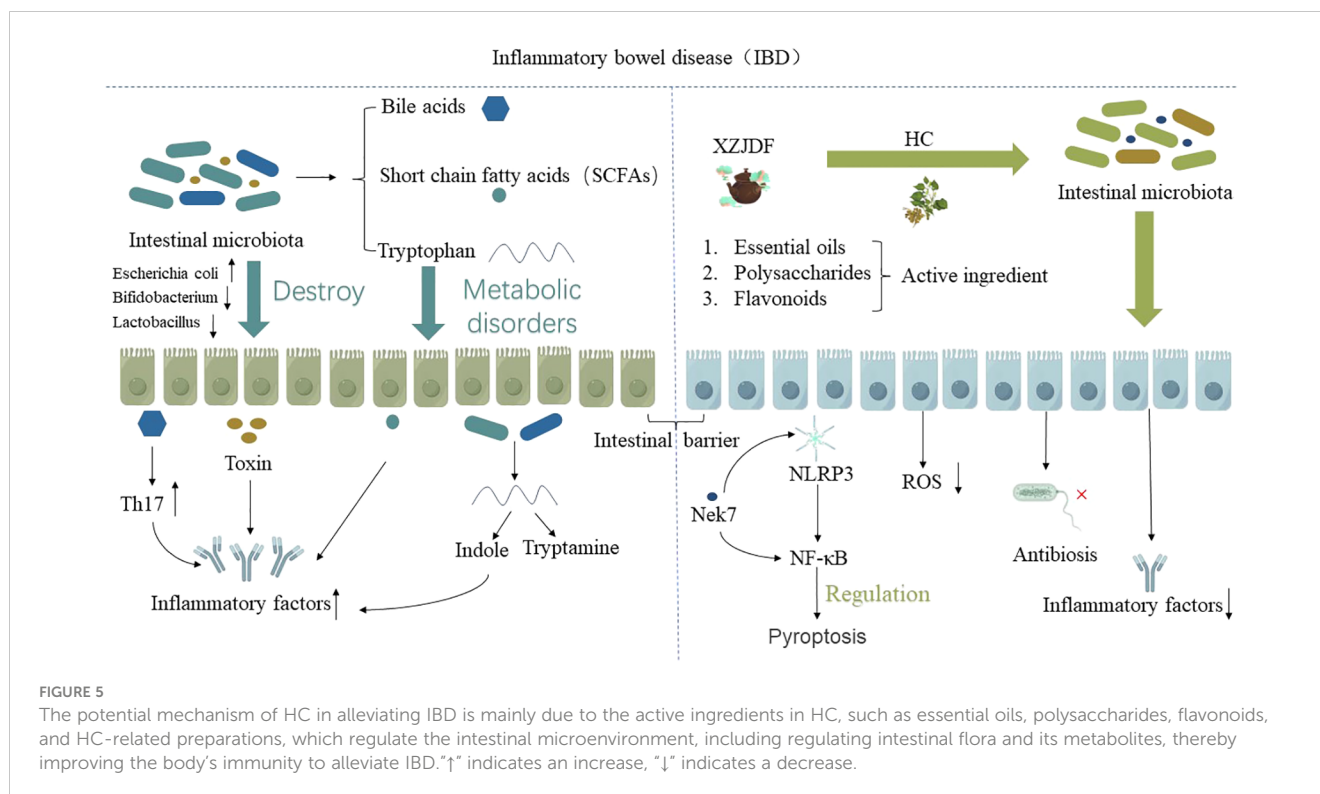 Inflammatory bowel disease（IBD）
Bile acids
Short chain fatty acids（SCFAs）
Tryptophan
Intestinal microbiota
Escherichia coli ↑
Bifidobacterium ↓
Lactobacillus ↓
Destroy
Metabolic
disorders
Toxin
Th17 ↑
Indole
Tryptamine
Inflammatory factors ↑
Intestinal barrier
XZJDF
HC
Intestinal microbiota
1. Essential oils
2. Polysaccharides
3. Flavonoids
Active ingredient
NLRP3
Nek7
NF-κB
Regulation
Pyroptosis
ROS ↓
Antibiosis
Inflammatory factors ↓
FIGURE 5
The potential mechanism of HC in alleviating IBD is mainly due to the active ingredients in HC, such as essential oils, polysaccharides, flavonoids,
and HC-related preparations, which regulate the intestinal microenvironment, including regulating intestinal flora and its metabolites, thereby
improving the body's immunity to alleviate IBD."↑" indicates an increase, "↓" indicates a decrease.